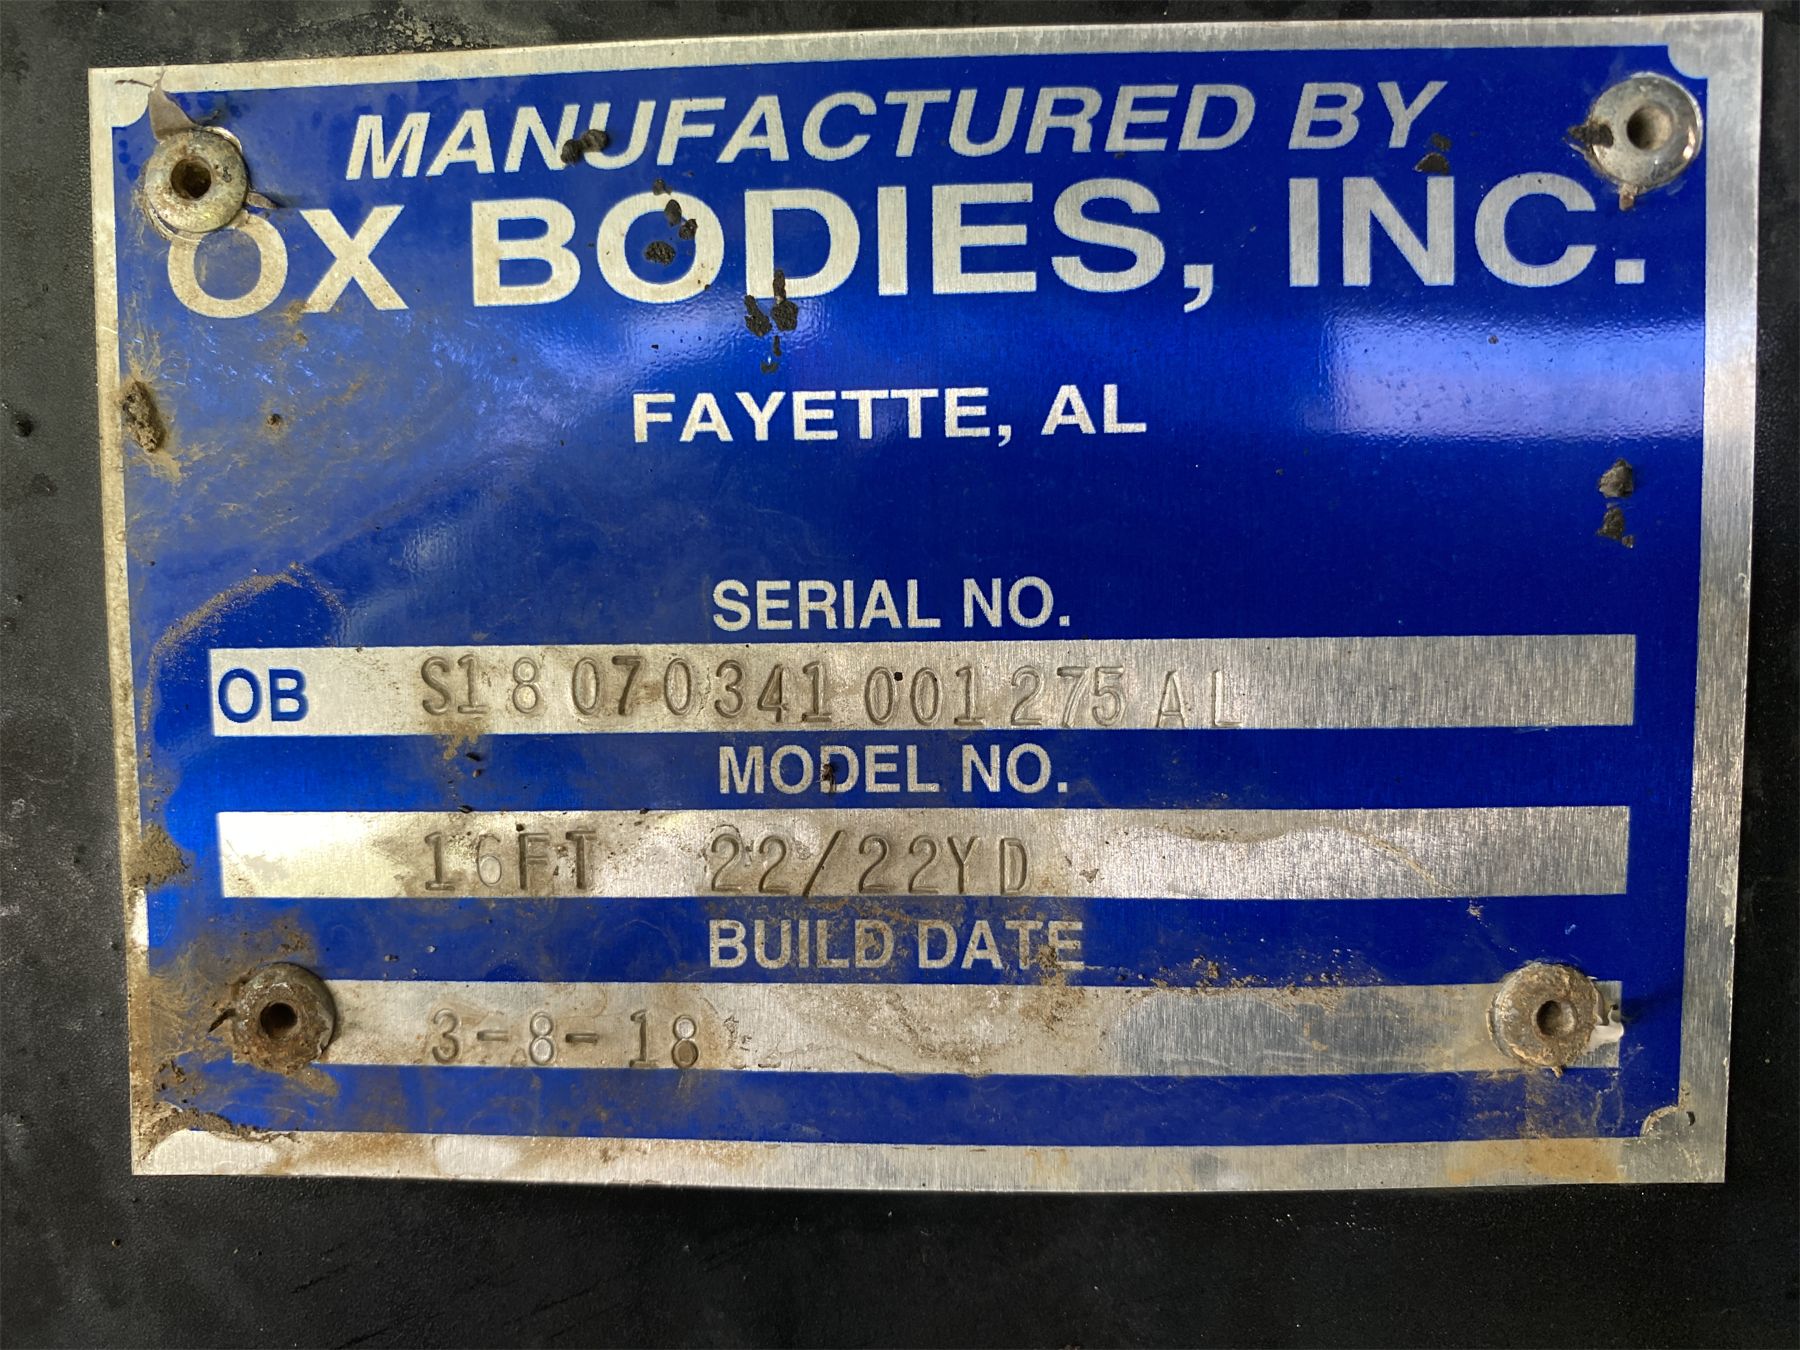 MANUFACTURED BY
OX BODIES, INC.
FAYETTE, AL
SERIAL NO.
OB S18070341001275AL
MODEL NO.
16FT 22/22YD
BUILD DATE
3-8-18